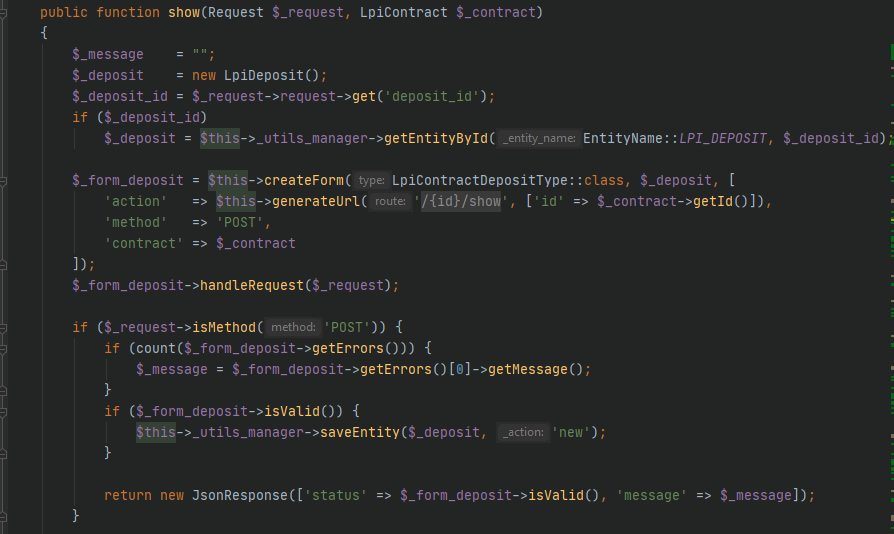 public function show(Request $_request, LpiContract $_contract)
{
    $_message    = "";
    $_deposit    = new LpiDeposit();
    $_deposit_id = $_request->request->get('deposit_id');
    if ($_deposit_id)
        $_deposit = $this->_utils_manager->getEntityById( _entity_name: EntityName::LPI_DEPOSIT, $_deposit_id);

    $_form_deposit = $this->createForm( type: LpiContractDepositType::class, $_deposit, [
        'action'   => $this->generateUrl( route: '/{id}/show', ['id' => $_contract->getId()]),
        'method'   => 'POST',
        'contract' => $_contract
    ]);
    $_form_deposit->handleRequest($_request);

    if ($_request->isMethod( method: 'POST')) {
        if (count($_form_deposit->getErrors())) {
            $_message = $_form_deposit->getErrors()[0]->getMessage();
        }
        if ($_form_deposit->isValid()) {
            $this->_utils_manager->saveEntity($_deposit, _action: 'new');
        }

        return new JsonResponse(['status' => $_form_deposit->isValid(), 'message' => $_message]);
    }